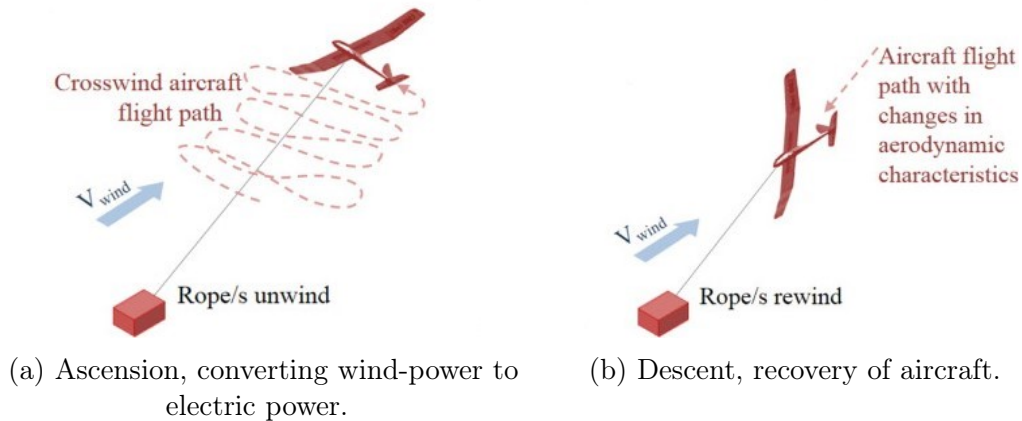 Crosswind aircraft
flight path
V wind
Rope/s unwind
(a) Ascension, converting wind-power to
electric power.
Aircraft flight
path with
changes in
aerodynamic
characteristics
V wind
Rope/s rewind
(b) Descent, recovery of aircraft.